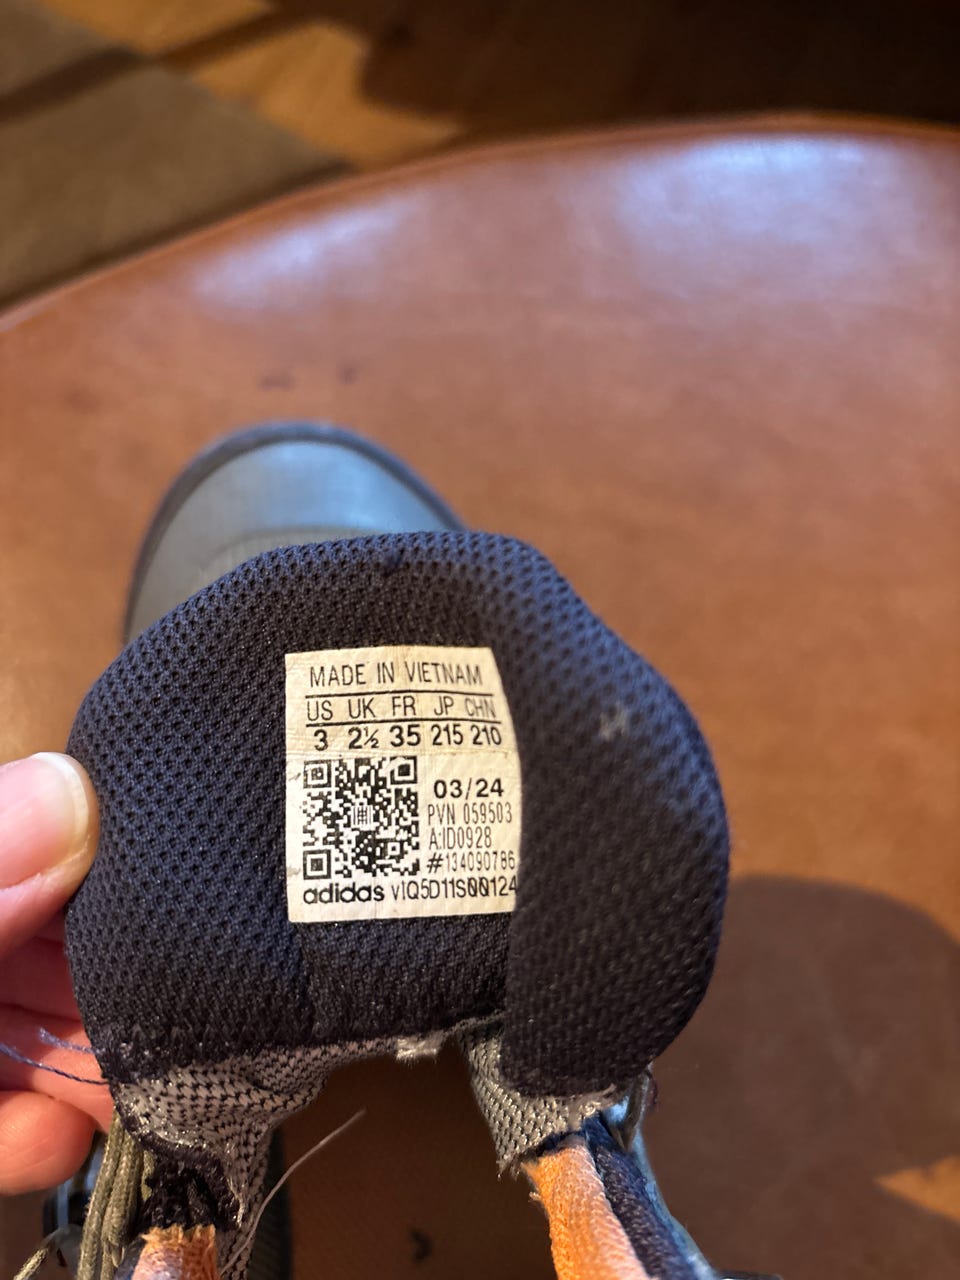 MADE IN VIETNAM
US UK FR JP CHN
3 2½ 35 215 210
03/24
PVN 059503
A:ID0928
#134090786
adidas vIQ5D11S00124